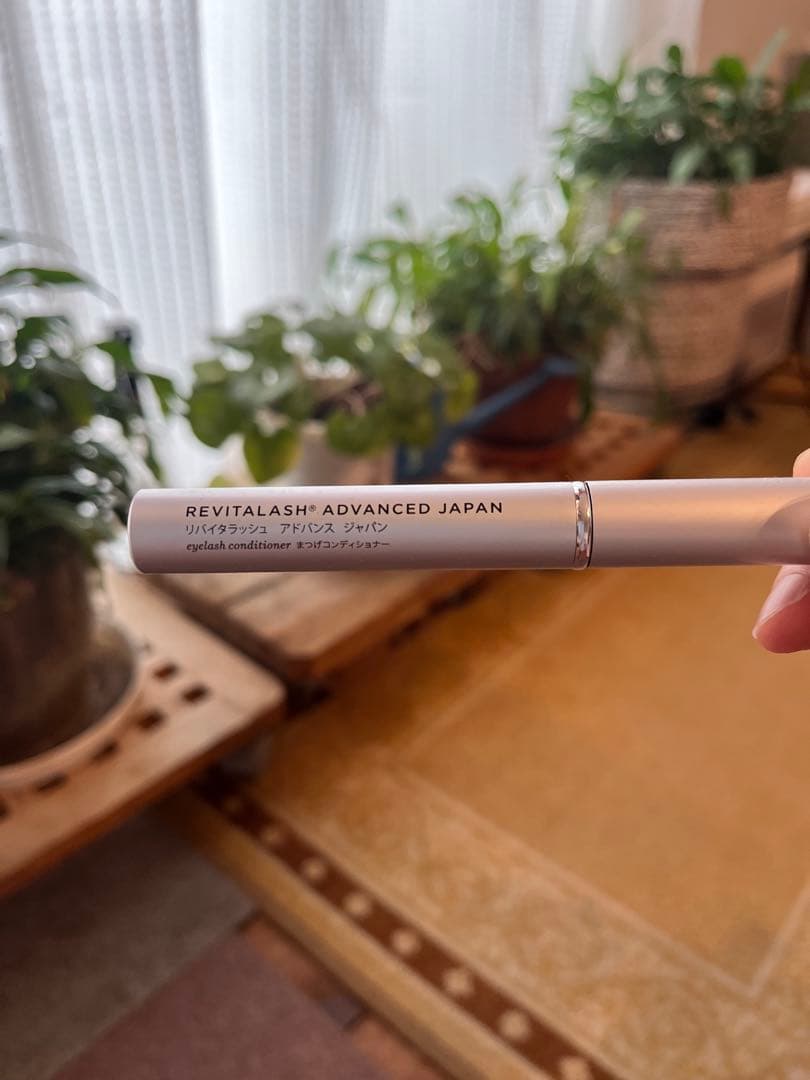 REVITALASH® ADVANCED JAPAN
リバイタラッシュ アドバンス ジャパン
eyelash conditioner まつげコンディショナー